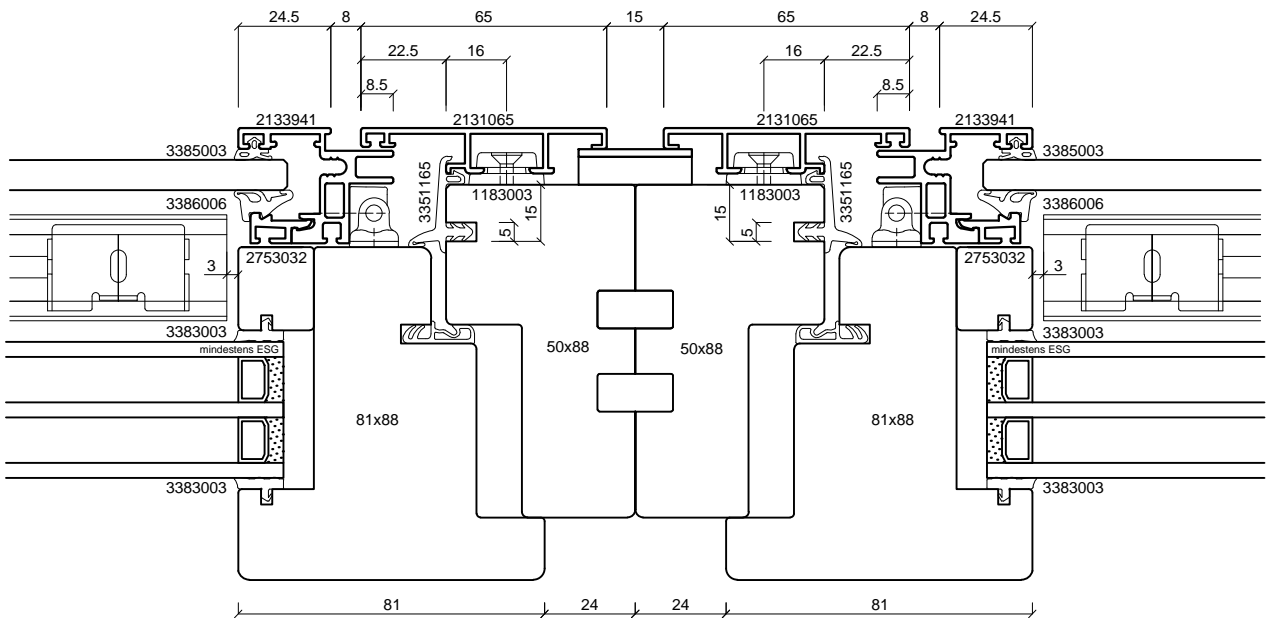 24.5 8 65 15 65 8 24.5
22.5 16 16 22.5
8.5 8.5
2133941 2131065 2131065 2133941
3385003 3385003
3351165 3351165
1183003 1183003
3386006 3386006
15 15
5 5
2753032 2753032
3 3
3383003 3383003
mindestens ESG mindestens ESG
50x88 50x88
81x88 81x88
3383003 3383003
81 24 24 81